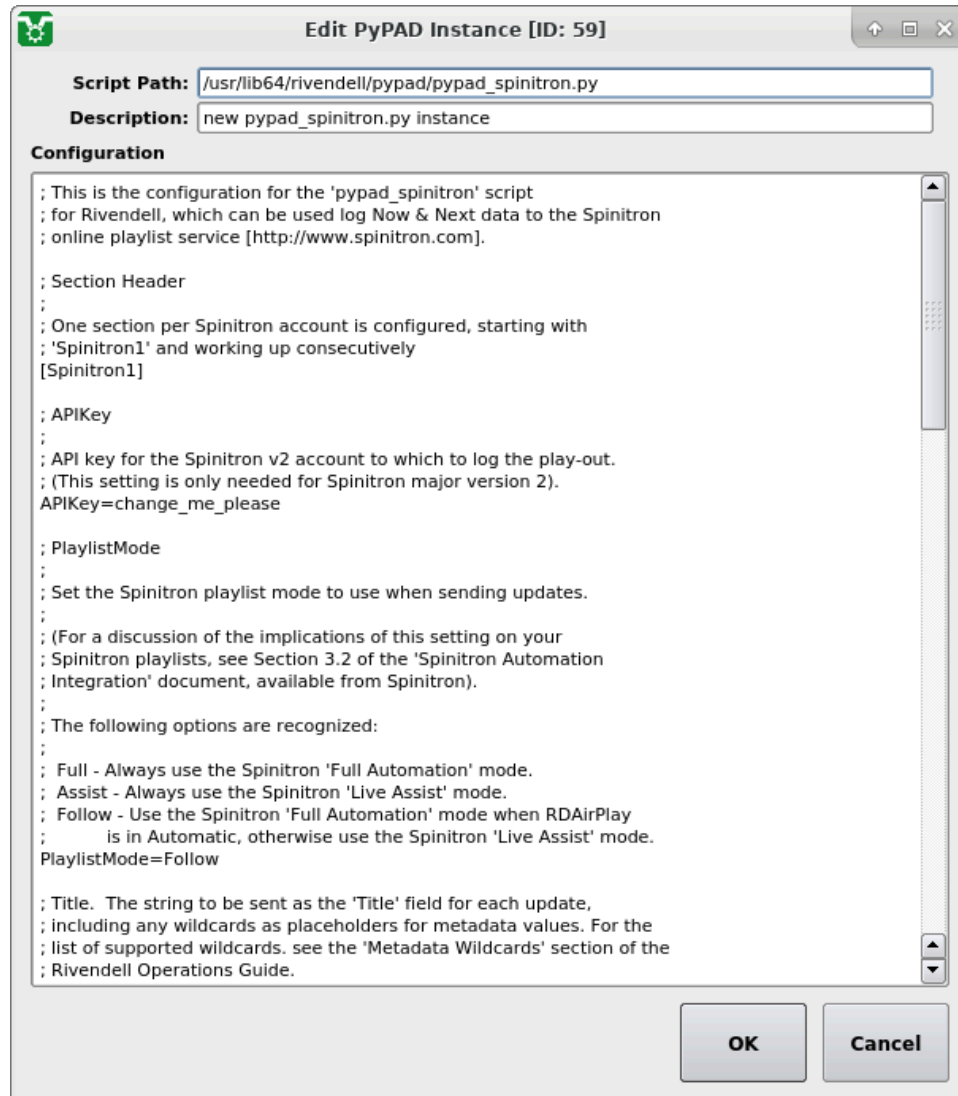 Edit PyPAD Instance [ID: 59]
Script Path: /usr/lib64/rivendell/pypad/pypad_spinitron.py
Description: new pypad_spinitron.py instance
Configuration
; This is the configuration for the 'pypad_spinitron' script
; for Rivendell, which can be used log Now & Next data to the Spinitron
; online playlist service [http://www.spinitron.com].
; Section Header
;
; One section per Spinitron account is configured, starting with
; 'Spinitron1' and working up consecutively
[Spinitron1]
; APIKey
;
; API key for the Spinitron v2 account to which to log the play-out.
; (This setting is only needed for Spinitron major version 2).
APIKey=change_me_please
; PlaylistMode
;
; Set the Spinitron playlist mode to use when sending updates.
;
; (For a discussion of the implications of this setting on your
; Spinitron playlists, see Section 3.2 of the 'Spinitron Automation
; Integration' document, available from Spinitron).
;
; The following options are recognized:
;
;  Full - Always use the Spinitron 'Full Automation' mode.
;  Assist - Always use the Spinitron 'Live Assist' mode.
;  Follow - Use the Spinitron 'Full Automation' mode when RDAirPlay
;           is in Automatic, otherwise use the Spinitron 'Live Assist' mode.
PlaylistMode=Follow
; Title.  The string to be sent as the 'Title' field for each update,
; including any wildcards as placeholders for metadata values. For the
; list of supported wildcards. see the 'Metadata Wildcards' section of the
; Rivendell Operations Guide.
OK
Cancel